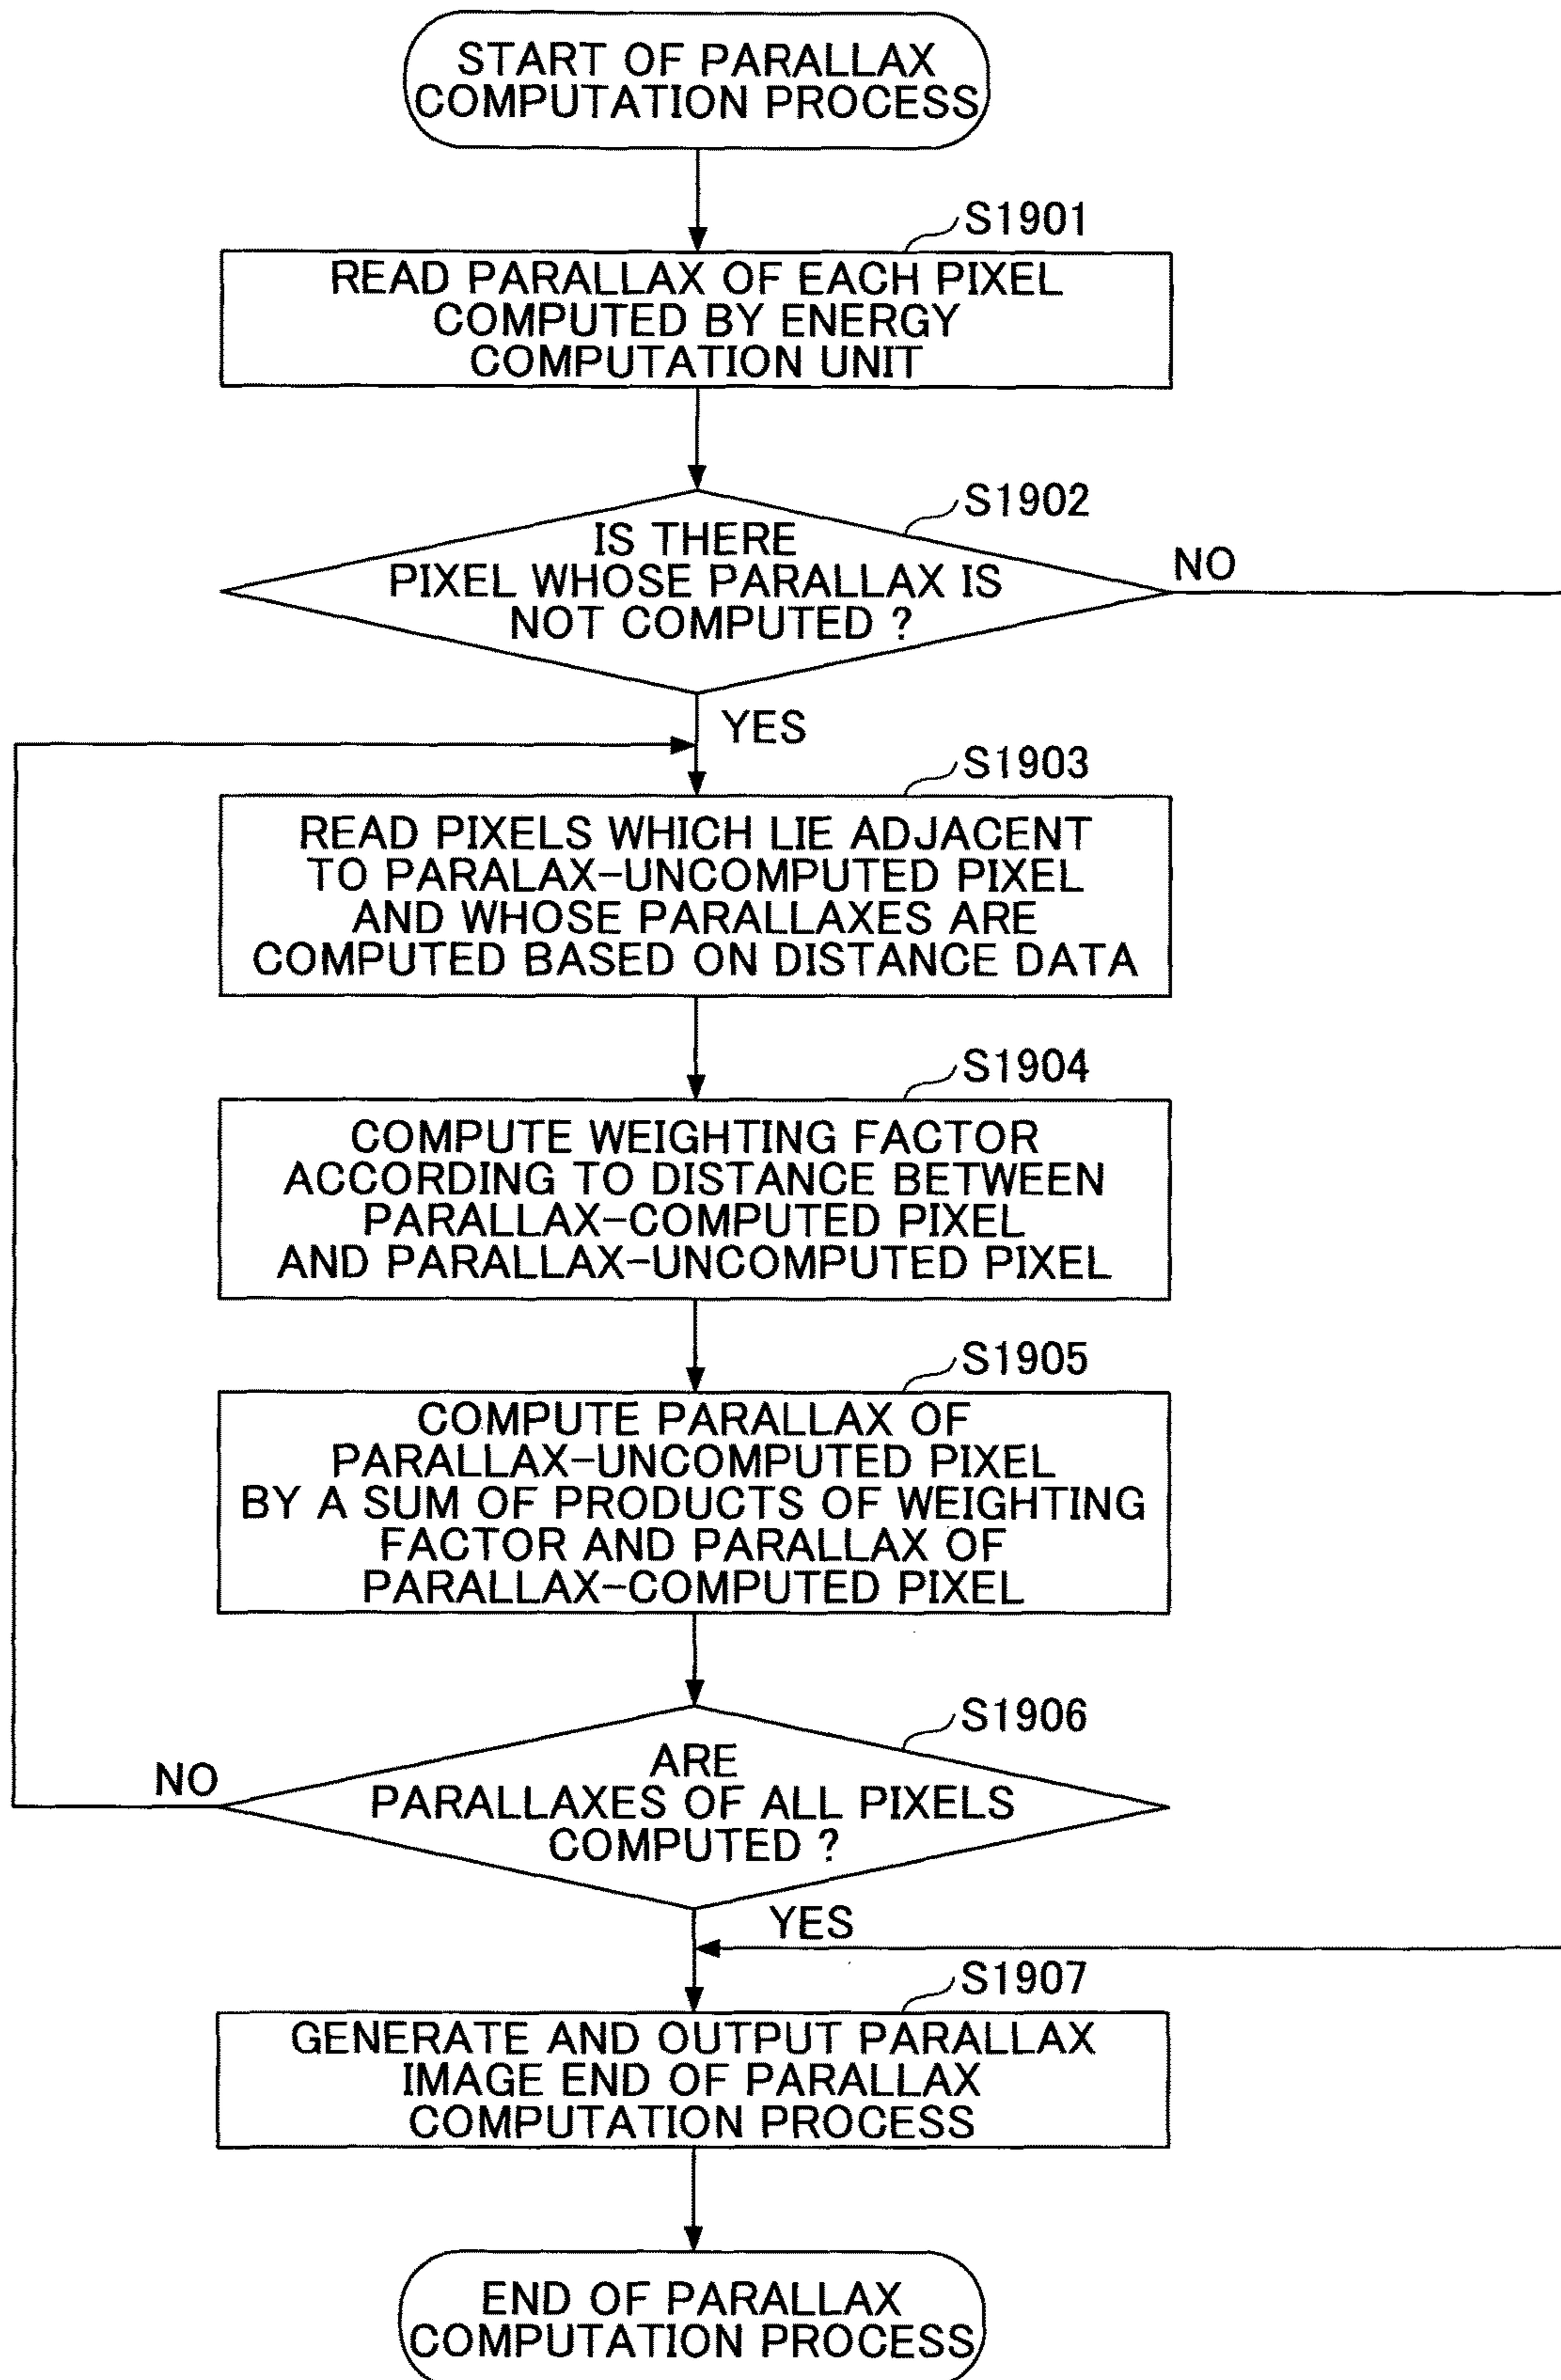 START OF PARALLAX
COMPUTATION PROCESS
S1901
READ PARALLAX OF EACH PIXEL
COMPUTED BY ENERGY
COMPUTATION UNIT
S1902
IS THERE
PIXEL WHOSE PARALLAX IS
NOT COMPUTED ?
NO
YES
S1903
READ PIXELS WHICH LIE ADJACENT
TO PARALAX-UNCOMPUTED PIXEL
AND WHOSE PARALLAXES ARE
COMPUTED BASED ON DISTANCE DATA
S1904
COMPUTE WEIGHTING FACTOR
ACCORDING TO DISTANCE BETWEEN
PARALLAX-COMPUTED PIXEL
AND PARALLAX-UNCOMPUTED PIXEL
S1905
COMPUTE PARALLAX OF
PARALLAX-UNCOMPUTED PIXEL
BY A SUM OF PRODUCTS OF WEIGHTING
FACTOR AND PARALLAX OF
PARALLAX-COMPUTED PIXEL
S1906
ARE
PARALLAXES OF ALL PIXELS
COMPUTED ?
NO
YES
S1907
GENERATE AND OUTPUT PARALLAX
IMAGE END OF PARALLAX
COMPUTATION PROCESS
END OF PARALLAX
COMPUTATION PROCESS